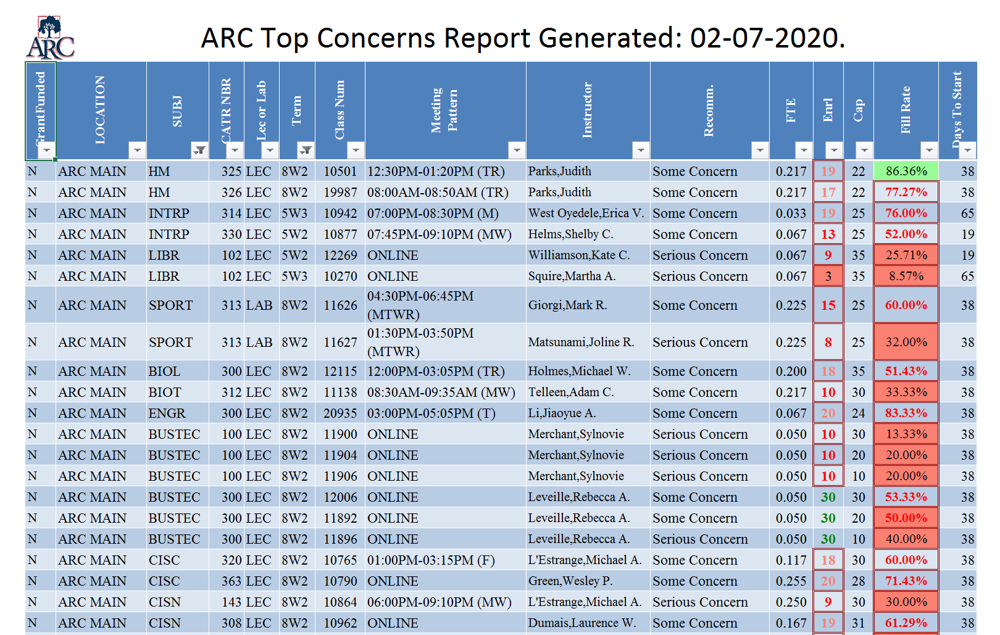 ARC
ARC Top Concerns Report Generated: 02-07-2020.
GrantFunded LOCATION SUBJ CATR NBR Lec or Lab Term Class Num Meeting Pattern Instructor Recomm. FTE Enrl Cap Fill Rate Days To Start
N ARC MAIN HM 325 LEC 8W2 10501 12:30PM-01:20PM (TR) Parks,Judith Some Concern 0.217 19 22 86.36% 38
N ARC MAIN HM 326 LEC 8W2 19987 08:00AM-08:50AM (TR) Parks,Judith Some Concern 0.217 17 22 77.27% 38
N ARC MAIN INTRP 314 LEC 5W3 10942 07:00PM-08:30PM (M) West Oyedele,Erica V. Some Concern 0.033 19 25 76.00% 65
N ARC MAIN INTRP 330 LEC 5W2 10877 07:45PM-09:10PM (MW) Helms,Shelby C. Some Concern 0.067 13 25 52.00% 19
N ARC MAIN LIBR 102 LEC 5W2 12269 ONLINE Williamson,Kate C. Serious Concern 0.067 9 35 25.71% 19
N ARC MAIN LIBR 102 LEC 5W3 10270 ONLINE Squire,Martha A. Serious Concern 0.067 3 35 8.57% 65
N ARC MAIN SPORT 313 LAB 8W2 11626 04:30PM-06:45PM (MTWR) Giorgi,Mark R. Some Concern 0.225 15 25 60.00% 38
N ARC MAIN SPORT 313 LAB 8W2 11627 01:30PM-03:50PM (MTWR) Matsunami,Joline R. Serious Concern 0.225 8 25 32.00% 38
N ARC MAIN BIOL 300 LEC 8W2 12115 12:00PM-03:05PM (TR) Holmes,Michael W. Some Concern 0.200 18 35 51.43% 38
N ARC MAIN BIOT 312 LEC 8W2 11138 08:30AM-09:35AM (MW) Telleen,Adam C. Some Concern 0.217 10 30 33.33% 38
N ARC MAIN ENGR 300 LEC 8W2 20935 03:00PM-05:05PM (T) Li,Jiaoyue A. Some Concern 0.067 20 24 83.33% 38
N ARC MAIN BUSTEC 100 LEC 8W2 11900 ONLINE Merchant,Sylnovie Serious Concern 0.050 10 30 13.33% 38
N ARC MAIN BUSTEC 100 LEC 8W2 11904 ONLINE Merchant,Sylnovie Serious Concern 0.050 10 20 20.00% 38
N ARC MAIN BUSTEC 100 LEC 8W2 11906 ONLINE Merchant,Sylnovie Serious Concern 0.050 10 10 20.00% 38
N ARC MAIN BUSTEC 300 LEC 8W2 12006 ONLINE Leveille,Rebecca A. Some Concern 0.050 30 30 53.33% 38
N ARC MAIN BUSTEC 300 LEC 8W2 11892 ONLINE Leveille,Rebecca A. Some Concern 0.050 30 20 50.00% 38
N ARC MAIN BUSTEC 300 LEC 8W2 11896 ONLINE Leveille,Rebecca A. Serious Concern 0.050 30 10 40.00% 38
N ARC MAIN CISC 320 LEC 8W2 10765 01:00PM-03:15PM (F) L'Estrange,Michael A. Some Concern 0.117 18 30 60.00% 38
N ARC MAIN CISC 363 LEC 8W2 10790 ONLINE Green,Wesley P. Some Concern 0.255 20 28 71.43% 38
N ARC MAIN CISN 143 LEC 8W2 10864 06:00PM-09:10PM (MW) L'Estrange,Michael A. Serious Concern 0.250 9 30 30.00% 38
N ARC MAIN CISN 308 LEC 8W2 10962 ONLINE Dumais,Laurence W. Some Concern 0.167 19 31 61.29% 38